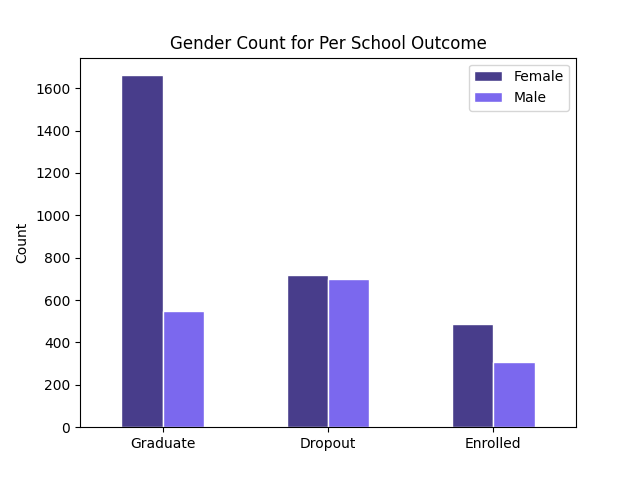 Gender Count for Per School Outcome
Female
Male
Count
1600
1400
1200
1000
800
600
400
200
0
Graduate
Dropout
Enrolled